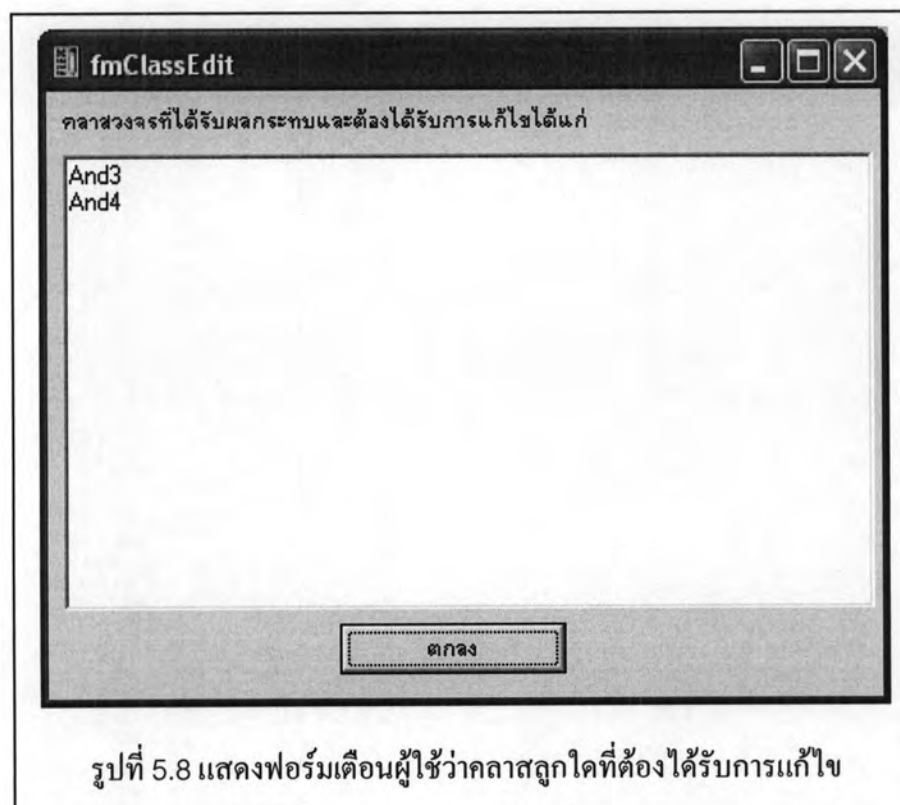 fmClassEdit
คลาสวงจรที่ได้รับผลกระทบและต้องได้รับการแก้ไขได้แก่
And3
And4
ตกลง
รูปที่ 5.8 แสดงฟอร์มเตือนผู้ใช้ว่าคลาสลูกใดที่ต้องได้รับการแก้ไข